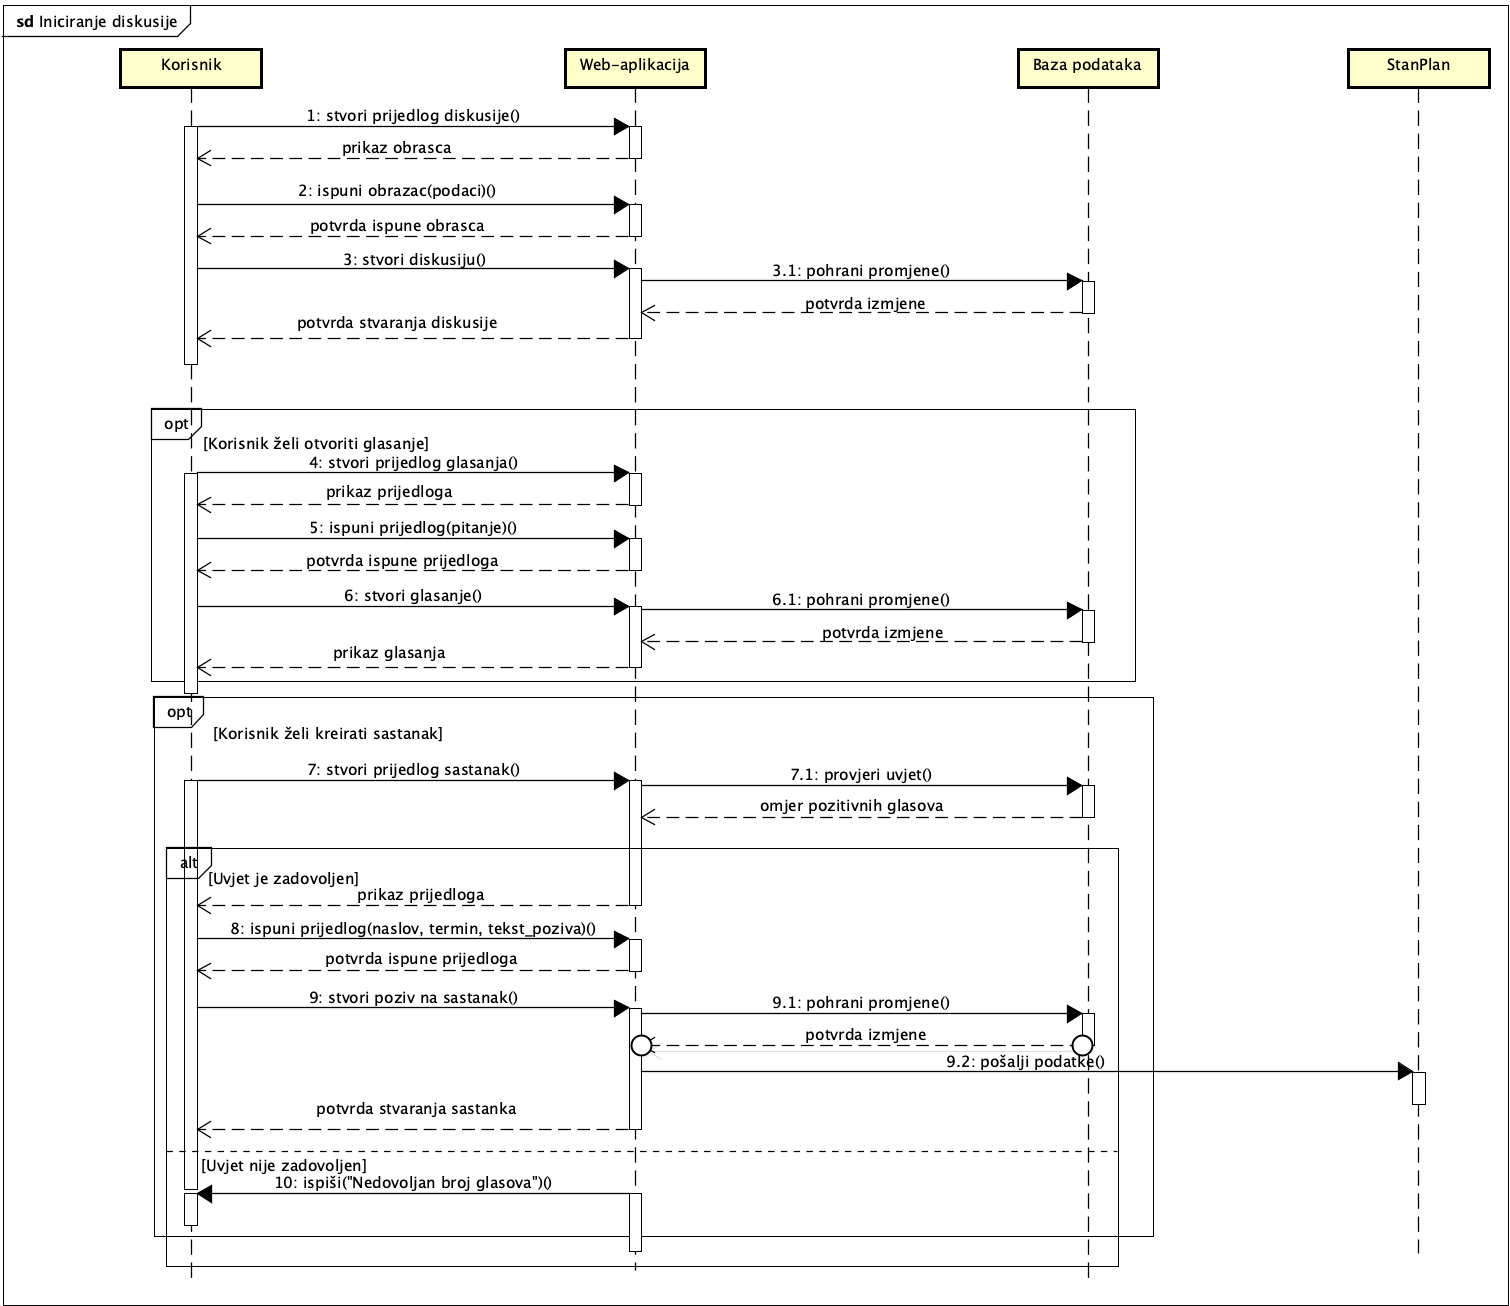 sd Iniciranje diskusije
Korisnik
Web-aplikacija
Baza podataka
StanPlan
1: stvori prijedlog diskusije()
prikaz obrasca
2: ispuni obrazac(podaci)()
potvrda ispune obrasca
3: stvori diskusiju()
3.1: pohrani promjene()
potvrda izmjene
potvrda stvaranja diskusije
opt
[Korisnik želi otvoriti glasanje]
4: stvori prijedlog glasanja()
prikaz prijedloga
5: ispuni prijedlog(pitanje)()
potvrda ispune prijedloga
6: stvori glasanje()
6.1: pohrani promjene()
potvrda izmjene
prikaz glasanja
opt
[Korisnik želi kreirati sastanak]
7: stvori prijedlog sastanak()
7.1: provjeri uvjet()
omjer pozitivnih glasova
alt
[Uvjet je zadovoljen]
prikaz prijedloga
8: ispuni prijedlog(naslov, termin, tekst_poziva)()
potvrda ispune prijedloga
9: stvori poziv na sastanak()
9.1: pohrani promjene()
potvrda izmjene
9.2: pošalji podatke()
potvrda stvaranja sastanka
[Uvjet nije zadovoljen]
10: ispiši("Nedovoljan broj glasova")()